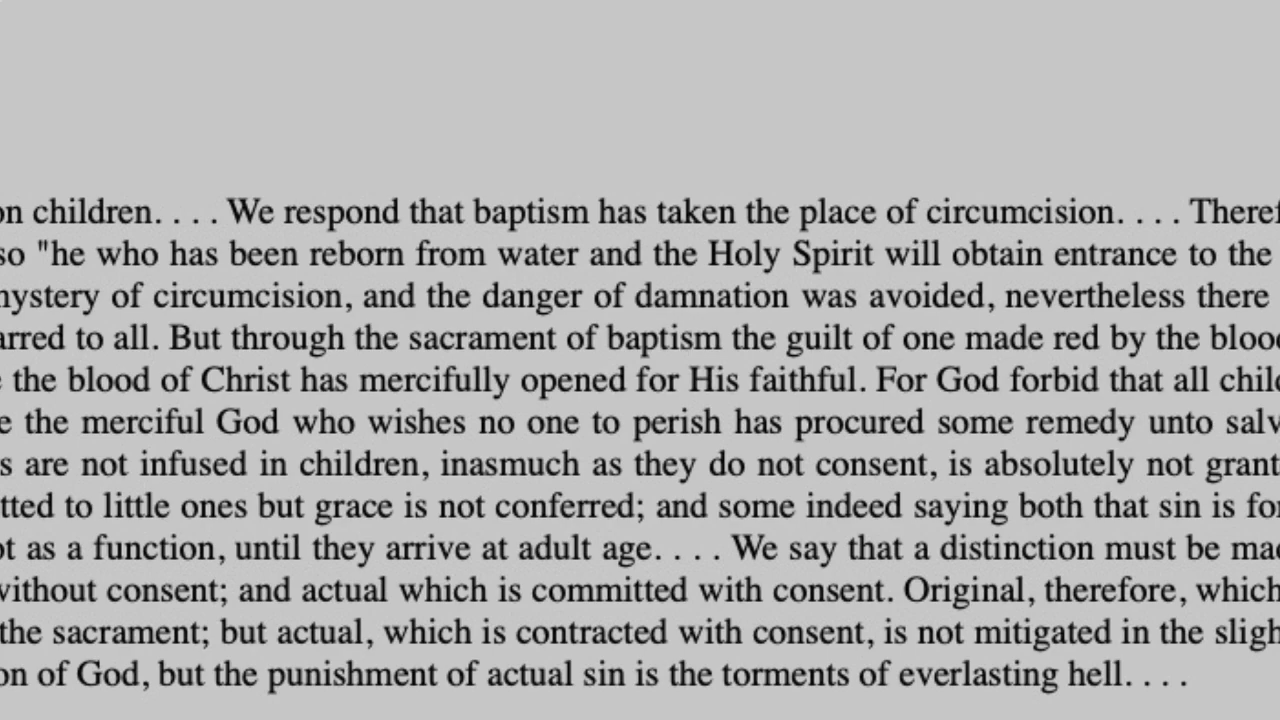 on children. . . . We respond that baptism has taken the place of circumcision. . . . Theref
so "he who has been reborn from water and the Holy Spirit will obtain entrance to the
mystery of circumcision, and the danger of damnation was avoided, nevertheless there
arred to all. But through the sacrament of baptism the guilt of one made red by the blood
the blood of Christ has mercifully opened for His faithful. For God forbid that all child
e the merciful God who wishes no one to perish has procured some remedy unto salv
s are not infused in children, inasmuch as they do not consent, is absolutely not grant
tted to little ones but grace is not conferred; and some indeed saying both that sin is for
ot as a function, until they arrive at adult age. . . . We say that a distinction must be mad
without consent; and actual which is committed with consent. Original, therefore, which
the sacrament; but actual, which is contracted with consent, is not mitigated in the sligh
on of God, but the punishment of actual sin is the torments of everlasting hell. . . .